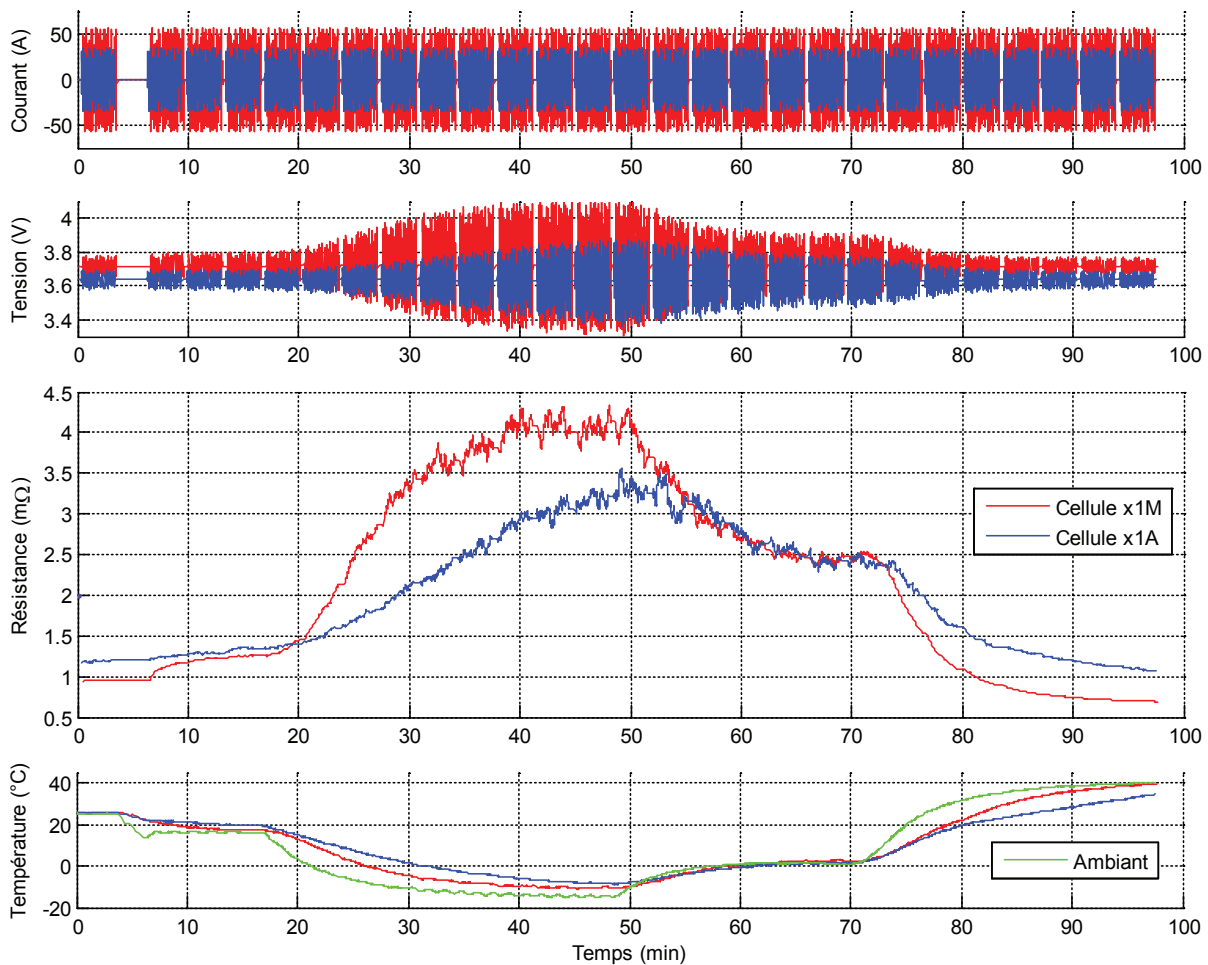 Courant (A)
50
0
-50
0 10 20 30 40 50 60 70 80 90 100
Tension (V)
4
3.8
3.6
3.4
0 10 20 30 40 50 60 70 80 90 100
Résistance (mΩ)
4.5
4
3.5
3
2.5
2
1.5
1
0.5
Cellule x1M
Cellule x1A
0 10 20 30 40 50 60 70 80 90 100
Température (°C)
40
20
0
-20
Ambiant
0 10 20 30 40 50 60 70 80 90 100
Temps (min)